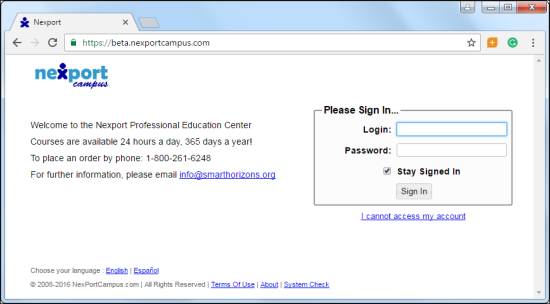 Nexport
https://beta.nexportcampus.com
nexport
campus
Welcome to the Nexport Professional Education Center
Courses are available 24 hours a day, 365 days a year!
To place an order by phone: 1-800-261-6248
For further information, please email info@smarthorizons.org
Please Sign In...
Login:
Password:
Stay Signed In
Sign In
I cannot access my account
Choose your language : English | Español
© 2008-2016 NexPortCampus.com | All Rights Reserved | Terms Of Use | About | System Check